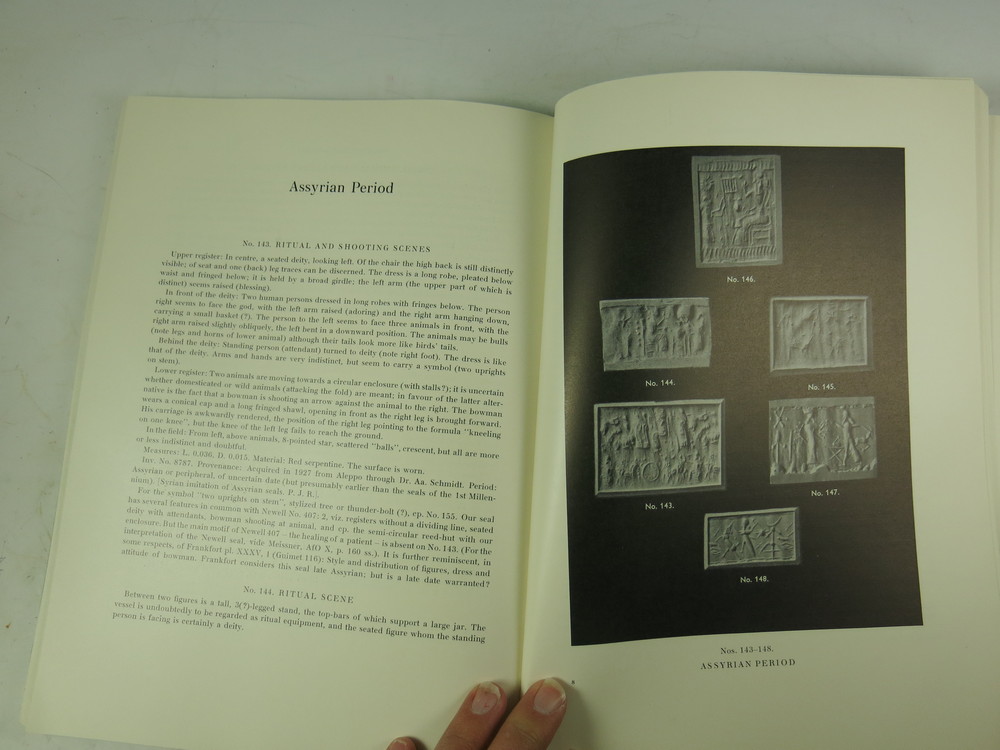 Assyrian Period
No. 143. RITUAL AND SHOOTING SCENES
Upper register: In centre, a seated deity, looking left. Of the chair the high back is still distinctly
visible; of seat and one (back) leg traces can be discerned. The dress is a long robe, pleated below
waist and fringed below; it is held by a broad girdle; the left arm (the upper part of which is
distinct) seems raised (blessing).
In front of the deity: Two human persons dressed in long robes with fringes below. The person
right seems to face the god, with the left arm raised (adoring) and the right arm hanging down,
carrying a small basket (?). The person to the left seems to face three animals in front, with the
right arm raised slightly obliquely, the left bent in a downward position. The animals may be bulls
(note legs and horns of lower animal) although their tails look more like birds' tails.
Behind the deity: Standing person (attendant) turned to deity (note right foot). The dress is like
that of the deity. Arms and hands are very indistinct, but seem to carry a symbol (two uprights
on stem).
Lower register: Two animals are moving towards a circular enclosure (with stalls?); it is uncertain
whether domesticated or wild animals (attacking the fold) are meant; in favour of the latter alter-
native is the fact that a bowman is shooting an arrow against the animal to the right. The bowman
wears a conical cap and a long fringed shawl, opening in front as the right leg is brought forward.
His carriage is awkwardly rendered, the position of the right leg pointing to the formula "kneeling
on one knee", but the knee of the left leg fails to reach the ground.
In the field: From left, above animals, 8-pointed star, scattered "balls", crescent, but all are more
or less indistinct and doubtful.
Measures: L. 0.036. D. 0.015. Material: Red serpentine. The surface is worn.
Inv. No. 8787. Provenance: Acquired in 1927 from Aleppo through Dr. Aa. Schmidt. Period:
Assyrian or peripheral, of uncertain date (but presumably earlier than the seals of the 1st Millen-
nium). [Syrian imitation of Assyrian seals. P. J. R.].
For the symbol "two uprights on stem", stylized tree or thunder-bolt (?), cp. No. 155. Our seal
has several features in common with Newell No. 407: 2, viz. registers without a dividing line, seated
deity with attendants, bowman shooting at animal, and cp. the semi-circular reed-hut with our
enclosure. But the main motif of Newell 407 – the healing of a patient – is absent on No. 143. (For the
interpretation of the Newell seal, vide Meissner, AfO X, p. 160 ss.). It is further reminiscent, in
some respects, of Frankfort pl. XXXV, l (Guimet 116): Style and distribution of figures, dress and
attitude of bowman. Frankfort considers this seal late Assyrian; but is a late date warranted?
No. 144. RITUAL SCENE
Between two figures is a tall, 3(?)-legged stand, the top-bars of which support a large jar. The
vessel is undoubtedly to be regarded as ritual equipment, and the seated figure whom the standing
person is facing is certainly a deity.
No. 146.
No. 144.
No. 145.
No. 143.
No. 147.
No. 148.
Nos. 143–148.
ASSYRIAN PERIOD